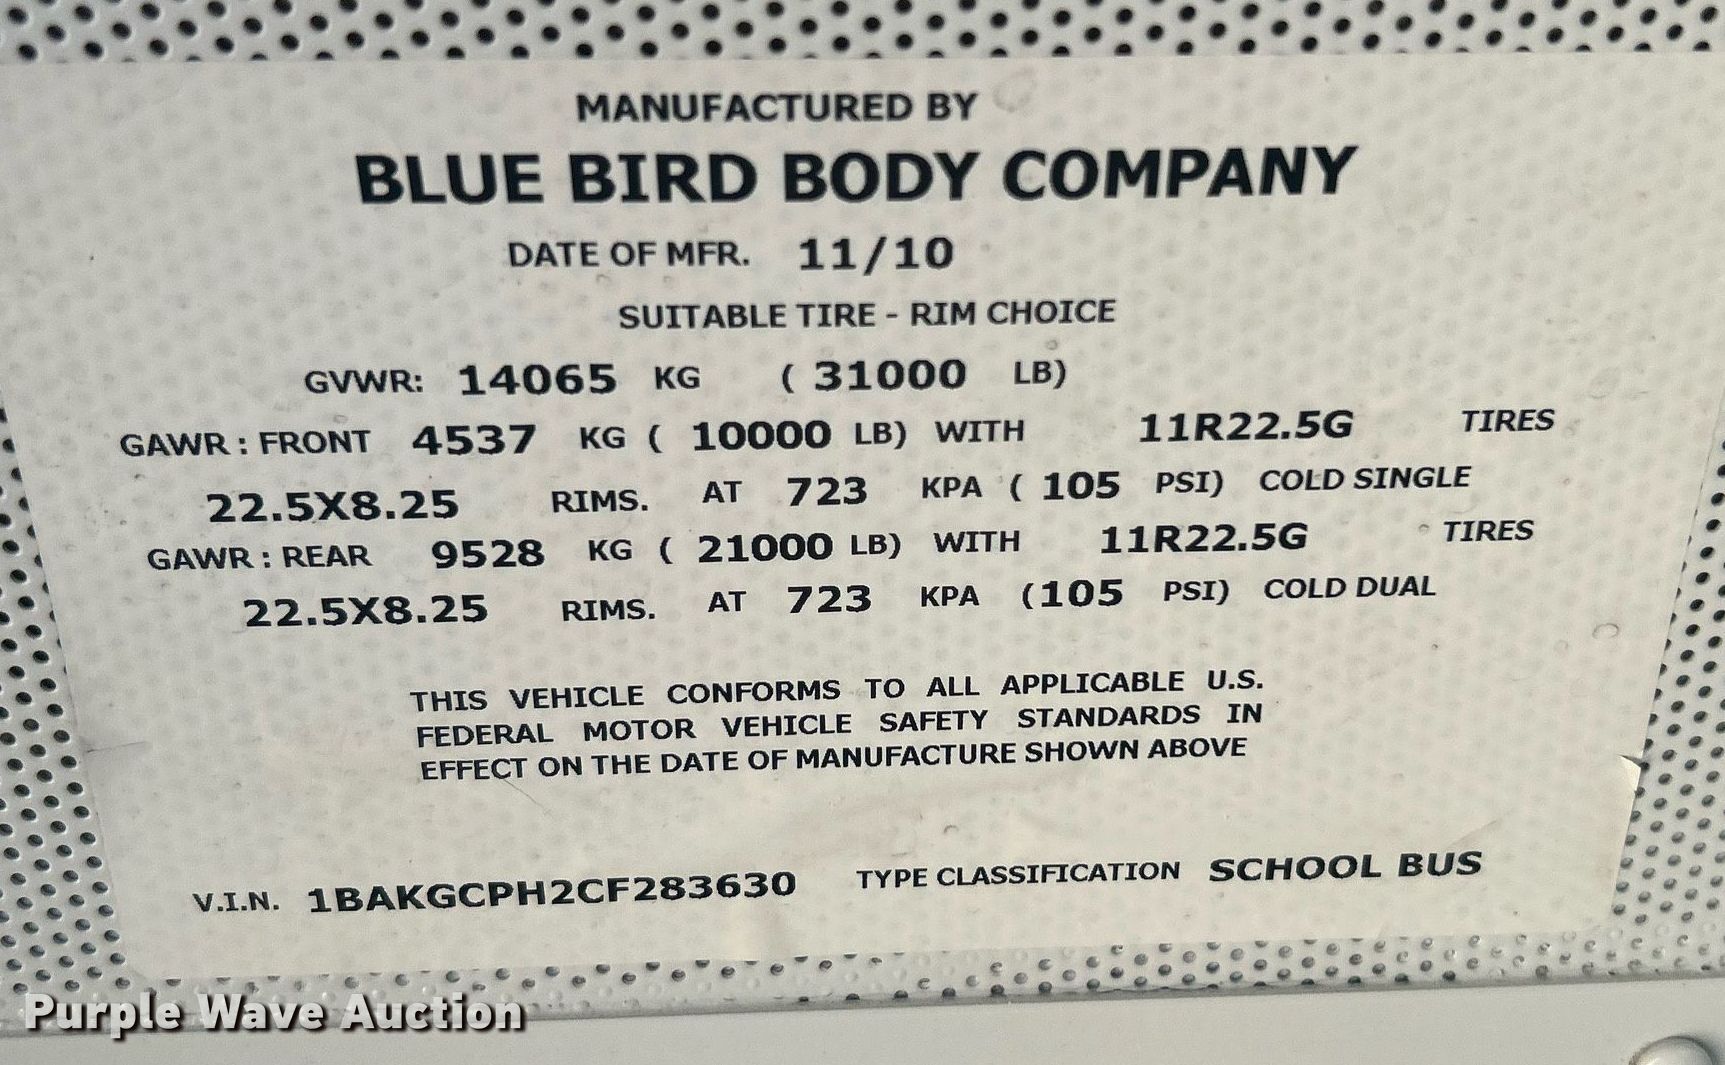 MANUFACTURED BY
BLUE BIRD BODY COMPANY
DATE OF MFR. 11/10
SUITABLE TIRE - RIM CHOICE
GVWR: 14065 KG ( 31000 LB)
GAWR : FRONT 4537 KG ( 10000 LB) WITH 11R22.5G TIRES
22.5X8.25 RIMS. AT 723 KPA ( 105 PSI) COLD SINGLE
GAWR : REAR 9528 KG ( 21000 LB) WITH 11R22.5G TIRES
22.5X8.25 RIMS. AT 723 KPA (105 PSI) COLD DUAL
THIS VEHICLE CONFORMS TO ALL APPLICABLE U.S.
FEDERAL MOTOR VEHICLE SAFETY STANDARDS IN
EFFECT ON THE DATE OF MANUFACTURE SHOWN ABOVE
V.I.N. 1BAKGCPH2CF283630 TYPE CLASSIFICATION SCHOOL BUS
Purple Wave Auction